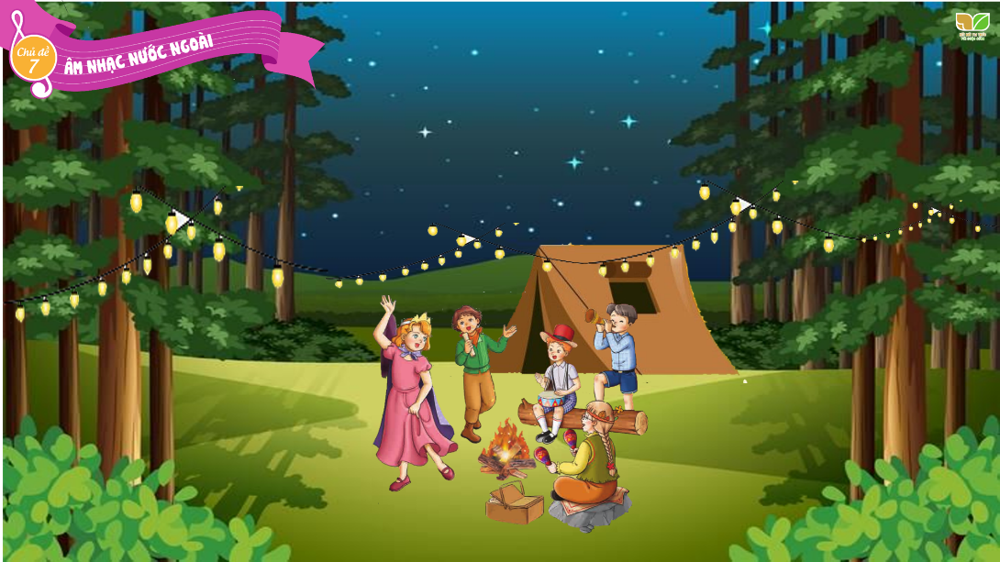 Chủ đề
7
ÂM NHẠC NƯỚC NGOÀI